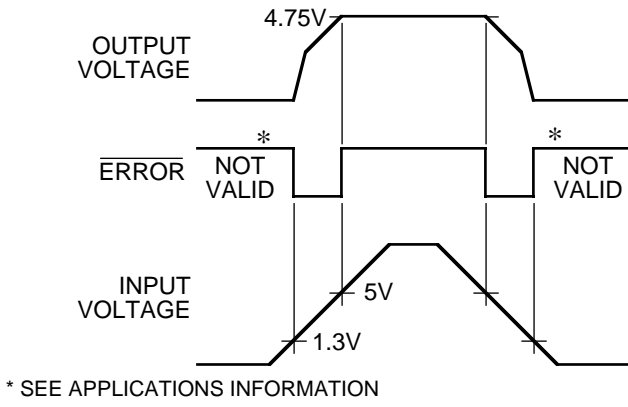 4.75V
OUTPUT
VOLTAGE
*
*
ERROR
NOT
VALID
NOT
VALID
INPUT
VOLTAGE
5V
1.3V
* SEE APPLICATIONS INFORMATION